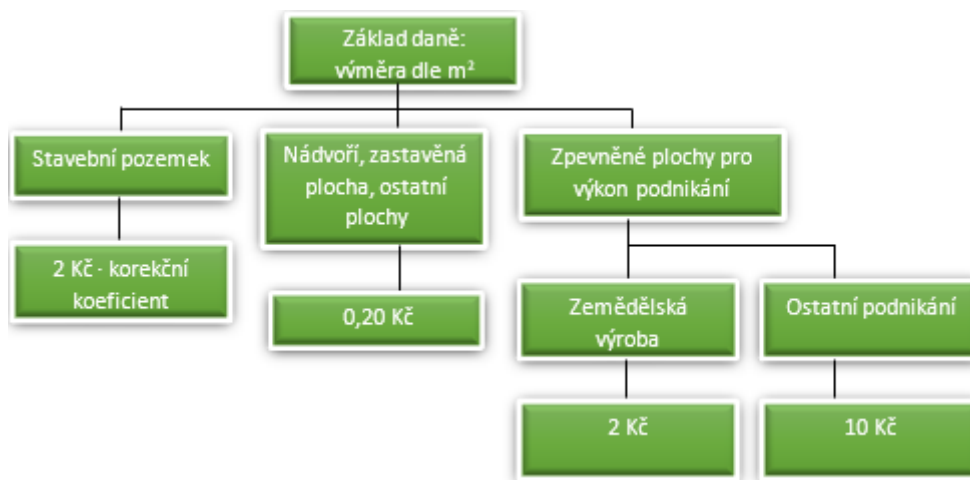 Základ daně:
výměra dle m²
Stavební pozemek
Nádvoří, zastavěná
plocha, ostatní
plochy
Zpevněné plochy pro
výkon podnikání
2 Kč - korekční
koeficient
0,20 Kč
Zemědělská
výroba
Ostatní podnikání
2 Kč
10 Kč